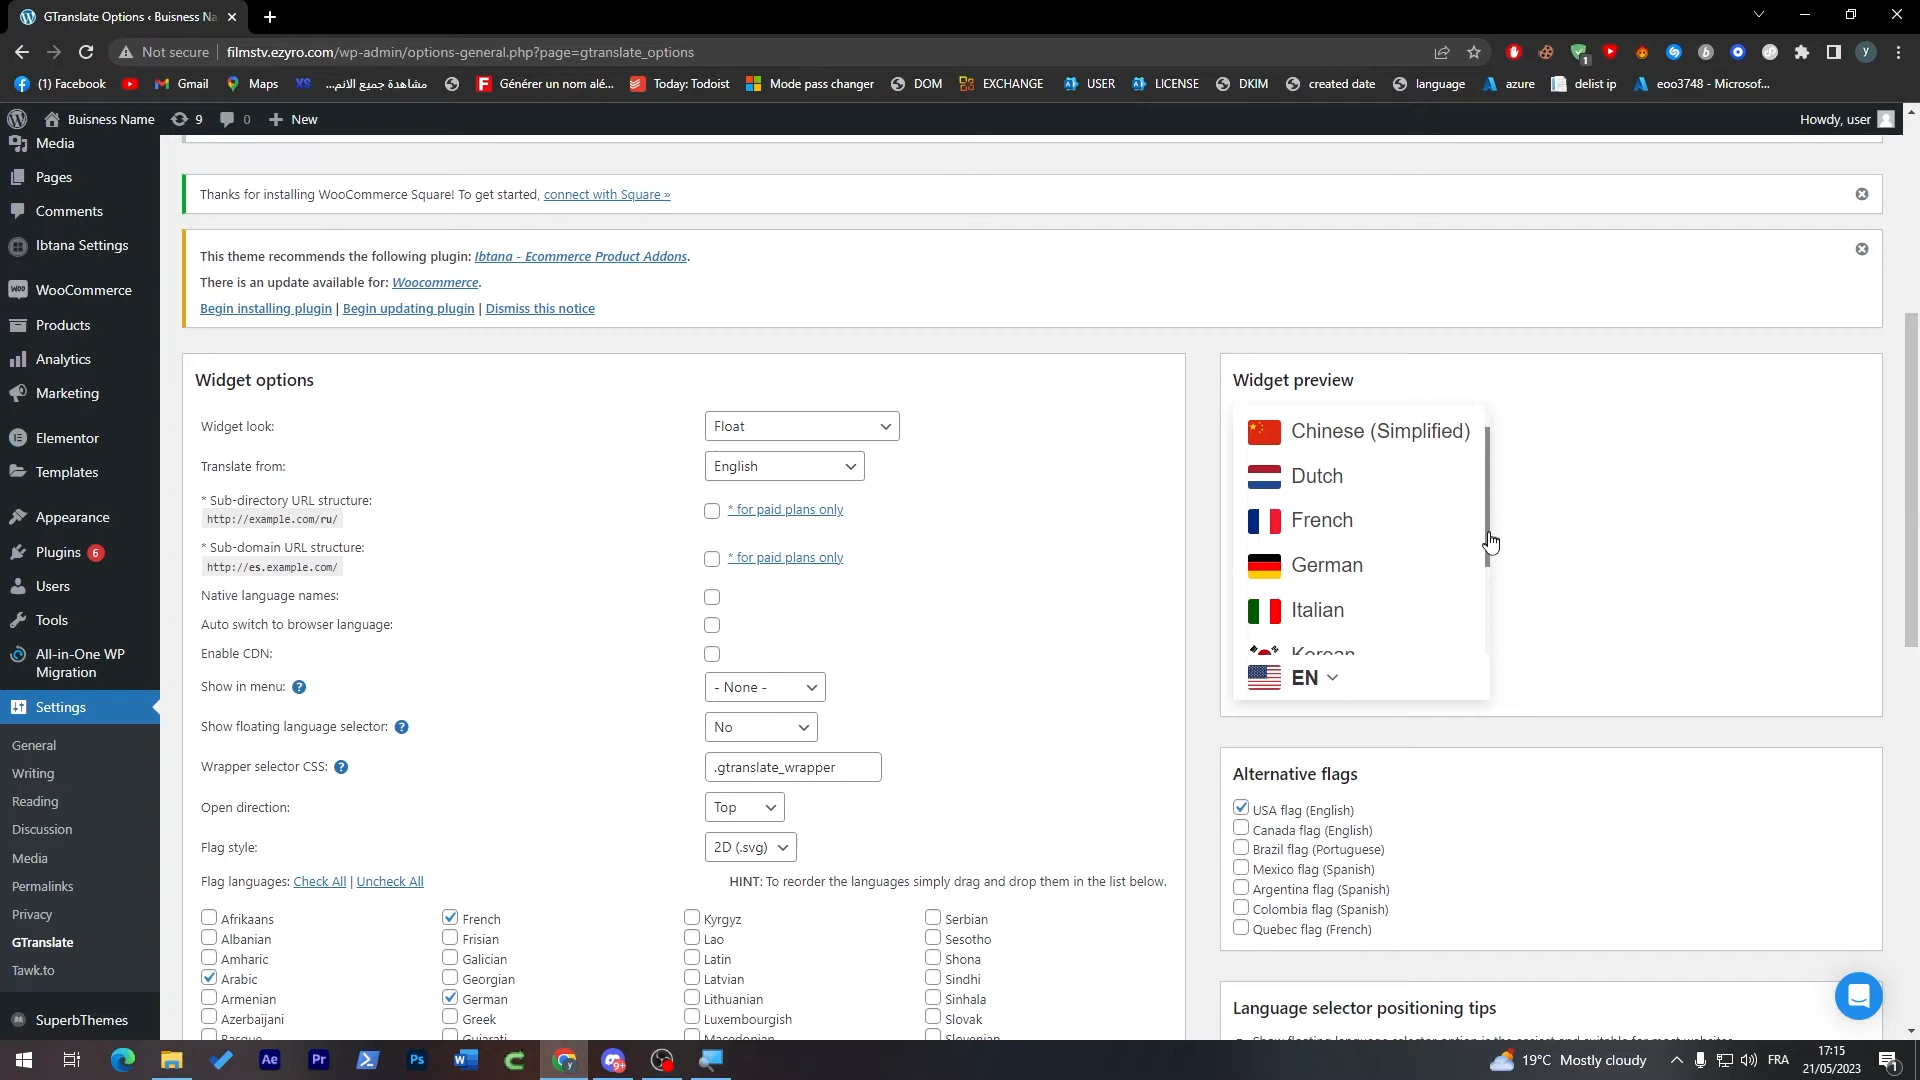 GTranslate Options ‹ Buisness Na
Not secure
filmstv.ezyro.com/wp-admin/options-general.php?page=gtranslate_options
1
y
(1) Facebook
Gmail
Maps
XS
مشاهدة جميع الانم...
Générer un nom alé...
Today: Todoist
Mode pass changer
DOM
EXCHANGE
USER
LICENSE
DKIM
created date
language
azure
delist ip
eoo3748 - Microsof...
Buisness Name
9
0
New
Howdy, user
Media
Pages
Comments
Ibtana Settings
WooCommerce
Products
Analytics
Marketing
Elementor
Templates
Appearance
Plugins 6
Users
Tools
All-in-One WP
Migration
Settings
General
Writing
Reading
Discussion
Media
Permalinks
Privacy
GTranslate
Tawk.to
SuperbThemes
Thanks for installing WooCommerce Square! To get started, connect with Square »
This theme recommends the following plugin: Ibtana - Ecommerce Product Addons.
There is an update available for: Woocommerce.
Begin installing plugin | Begin updating plugin | Dismiss this notice
Widget options
Widget look:
Float
Translate from:
English
* Sub-directory URL structure:
http://example.com/ru/
* for paid plans only
* Sub-domain URL structure:
http://es.example.com/
* for paid plans only
Native language names:
Auto switch to browser language:
Enable CDN:
Show in menu: ?
- None -
Show floating language selector: ?
No
Wrapper selector CSS: ?
.gtranslate_wrapper
Open direction:
Top
Flag style:
2D (.svg)
Flag languages: Check All | Uncheck All
HINT: To reorder the languages simply drag and drop them in the list below.
Afrikaans
Albanian
Amharic
Arabic
Armenian
Azerbaijani
Basque
French
Frisian
Galician
Georgian
German
Greek
Gujarati
Kyrgyz
Lao
Latin
Latvian
Lithuanian
Luxembourgish
Macedonian
Serbian
Sesotho
Shona
Sindhi
Sinhala
Slovak
Slovenian
Widget preview
Chinese (Simplified)
Dutch
French
German
Italian
Korean
EN
Alternative flags
USA flag (English)
Canada flag (English)
Brazil flag (Portuguese)
Mexico flag (Spanish)
Argentina flag (Spanish)
Colombia flag (Spanish)
Quebec flag (French)
Language selector positioning tips
Ae
Pr
Ps
9+
19°C Mostly cloudy
FRA
17:15
21/05/2023
1